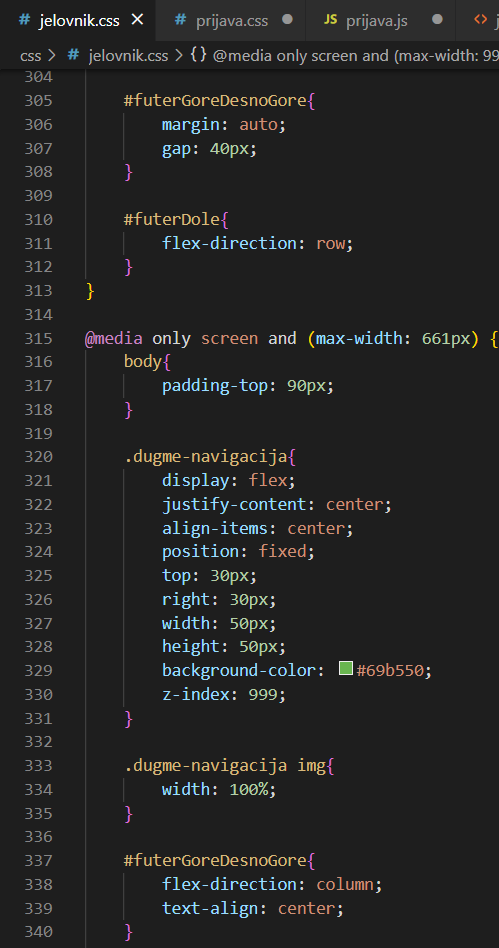 # jelovnik.css × # prijava.css ● JS prijava.js ● <>
css > # jelovnik.css > {} @media only screen and (max-width: 99
304
305 #futerGoreDesnoGore{
306 margin: auto;
307 gap: 40px;
308 }
309
310 #futerDole{
311 flex-direction: row;
312 }
313 }
314
315 @media only screen and (max-width: 661px) {
316 body{
317 padding-top: 90px;
318 }
319
320 .dugme-navigacija{
321 display: flex;
322 justify-content: center;
323 align-items: center;
324 position: fixed;
325 top: 30px;
326 right: 30px;
327 width: 50px;
328 height: 50px;
329 background-color: #69b550;
330 z-index: 999;
331 }
332
333 .dugme-navigacija img{
334 width: 100%;
335 }
336
337 #futerGoreDesnoGore{
338 flex-direction: column;
339 text-align: center;
340 }